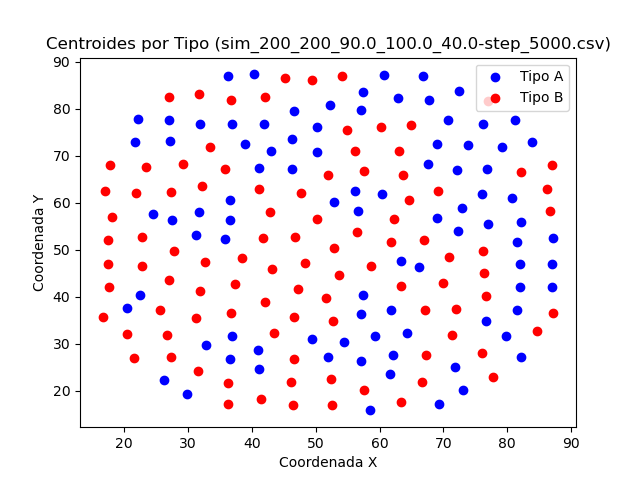 Centroides por Tipo (sim_200_200_90.0_100.0_40.0-step_5000.csv)
Tipo A
Tipo B
Coordenada Y
90
80
70
60
50
40
30
20
20 30 40 50 60 70 80 90
Coordenada X